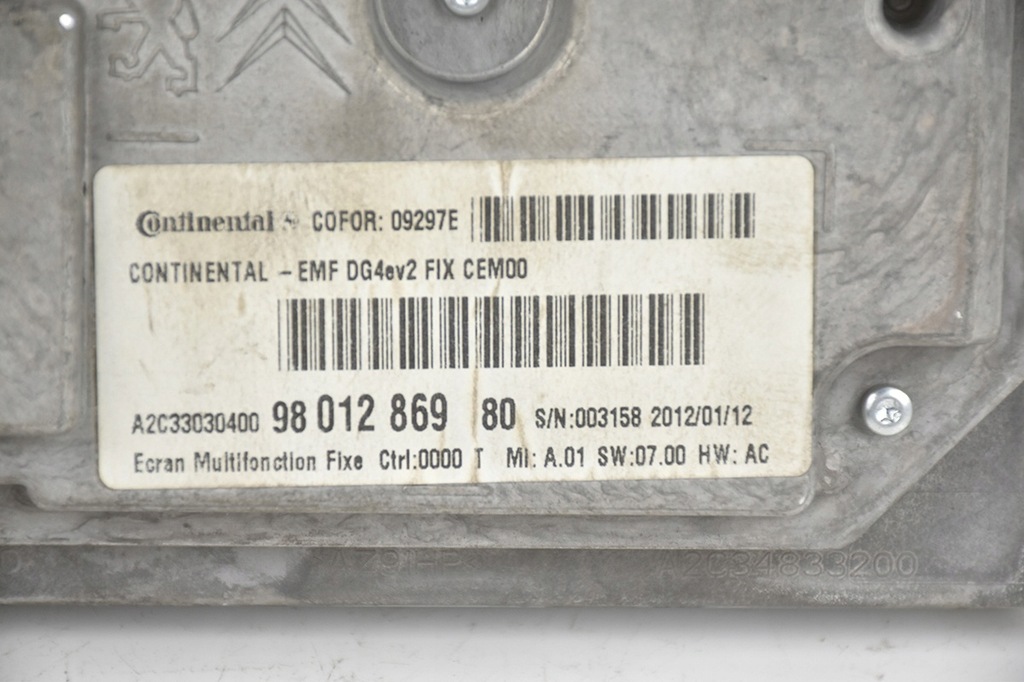 Continental COFOR: 09297E
CONTINENTAL - EMF DG4ev2 FIX CEM00
A2C33030400 98 012 869 80 S/N:003158 2012/01/12
Ecran Multifonction Fixe Ctrl:0000 T MI: A.01 SW:07.00 HW: AC
A2C34833200